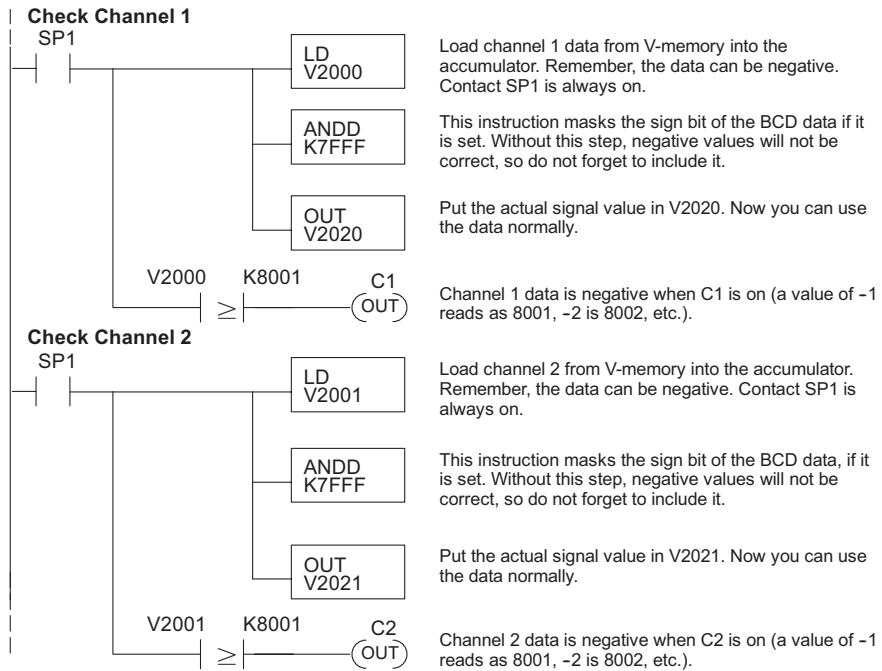 Check Channel 1
SP1
LD
V2000
Load channel 1 data from V-memory into the
accumulator. Remember, the data can be negative.
Contact SP1 is always on.
ANDD
K7FFF
This instruction masks the sign bit of the BCD data if it
is set. Without this step, negative values will not be
correct, so do not forget to include it.
OUT
V2020
Put the actual signal value in V2020. Now you can use
the data normally.
V2000 K8001 C1
≥ OUT
Channel 1 data is negative when C1 is on (a value of -1
reads as 8001, -2 is 8002, etc.).
Check Channel 2
SP1
LD
V2001
Load channel 2 from V-memory into the accumulator.
Remember, the data can be negative. Contact SP1 is
always on.
ANDD
K7FFF
This instruction masks the sign bit of the BCD data, if it
is set. Without this step, negative values will not be
correct, so do not forget to include it.
OUT
V2021
Put the actual signal value in V2021. Now you can use
the data normally.
V2001 K8001 C2
≥ OUT
Channel 2 data is negative when C2 is on (a value of -1
reads as 8001, -2 is 8002, etc.).